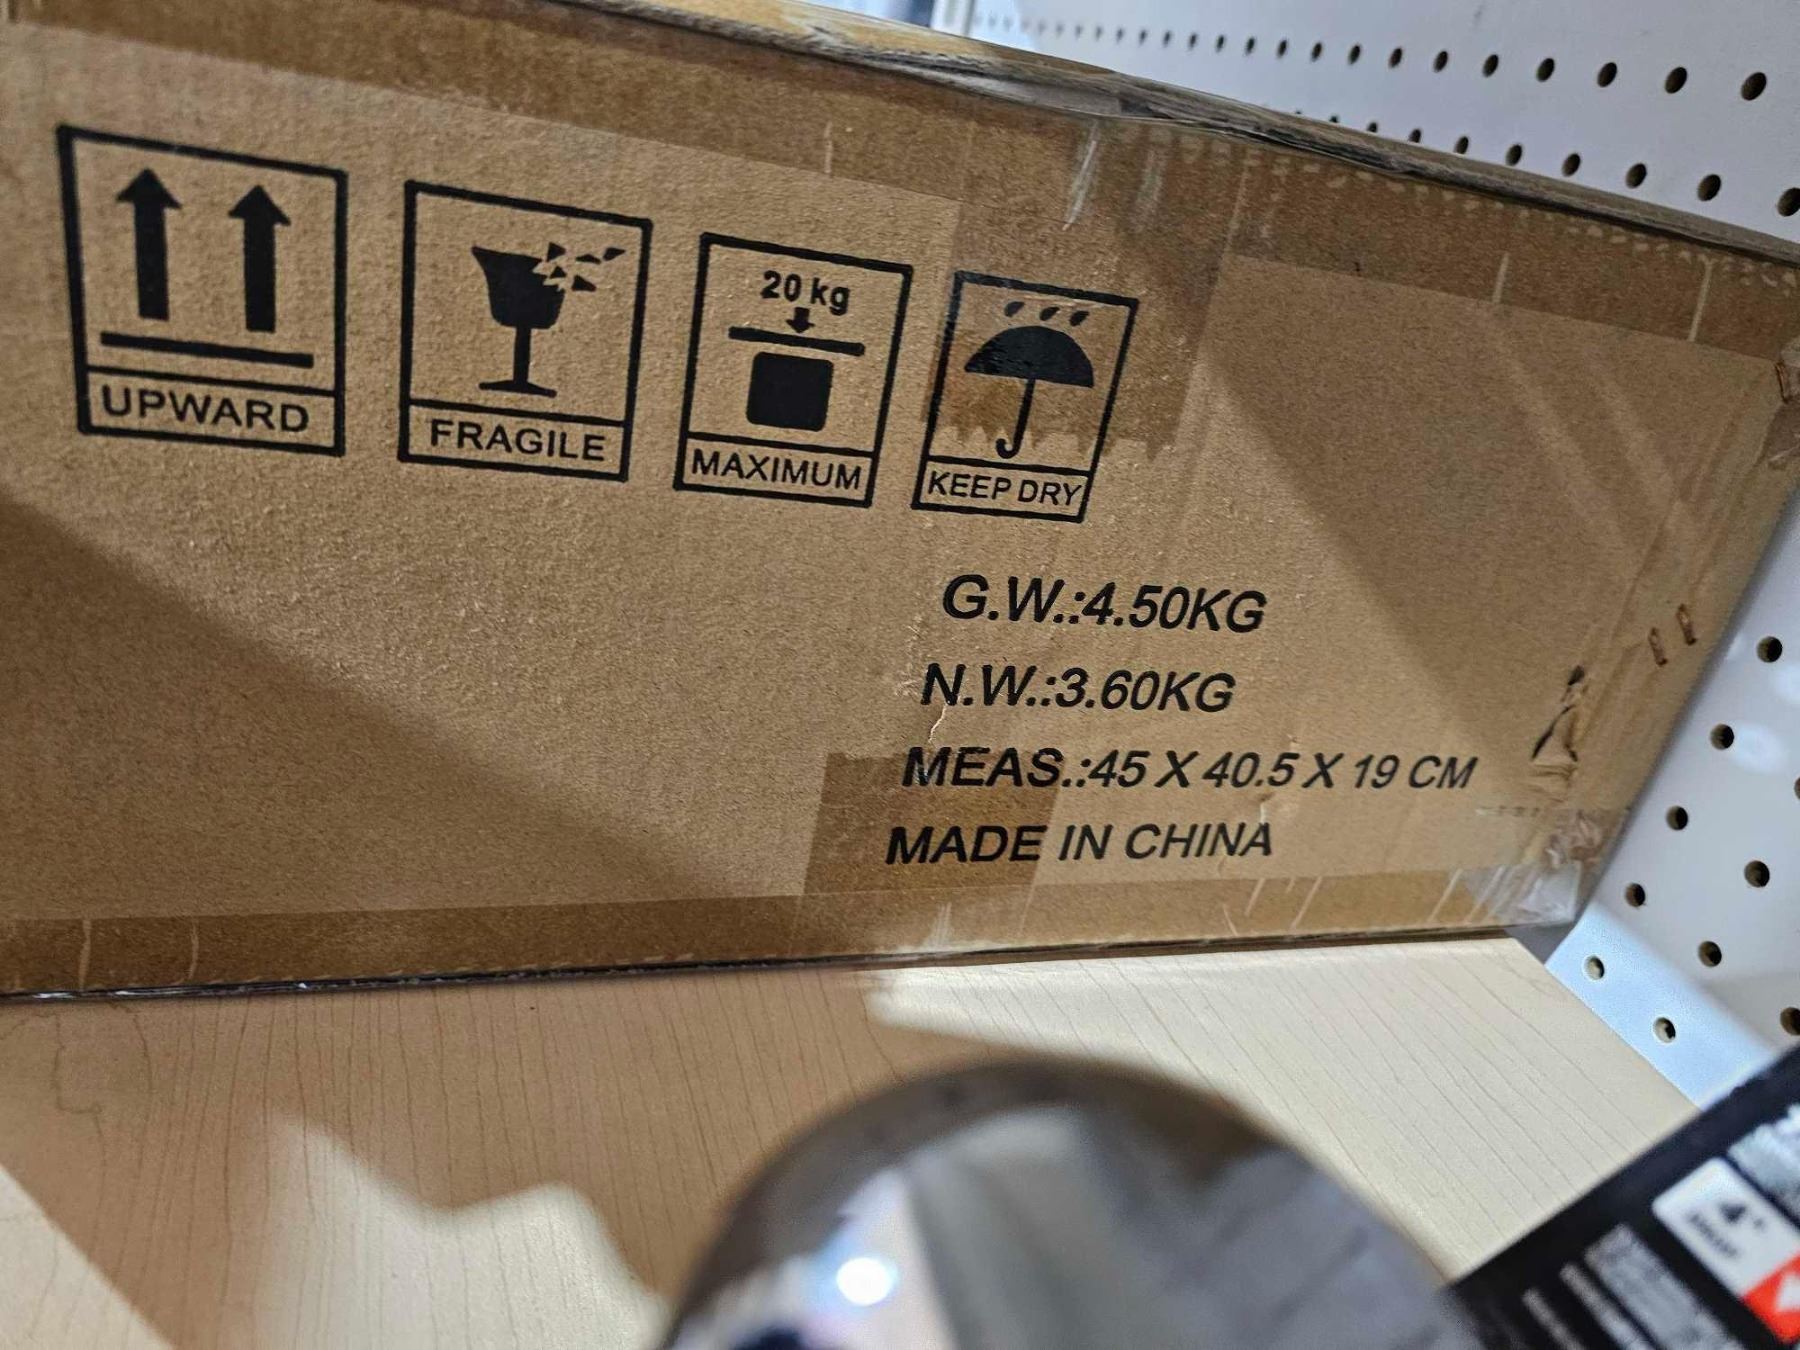 20 kg
UPWARD
FRAGILE
MAXIMUM
KEEP DRY
G.W.:4.50KG
N.W.:3.60KG
MEAS.:45 X 40.5 X 19 CM
MADE IN CHINA